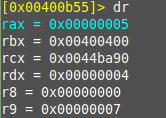 [0x00400b55]> dr
rax = 0x00000005
rbx = 0x00400400
rcx = 0x0044ba90
rdx = 0x00000004
r8 = 0x00000000
r9 = 0x00000007